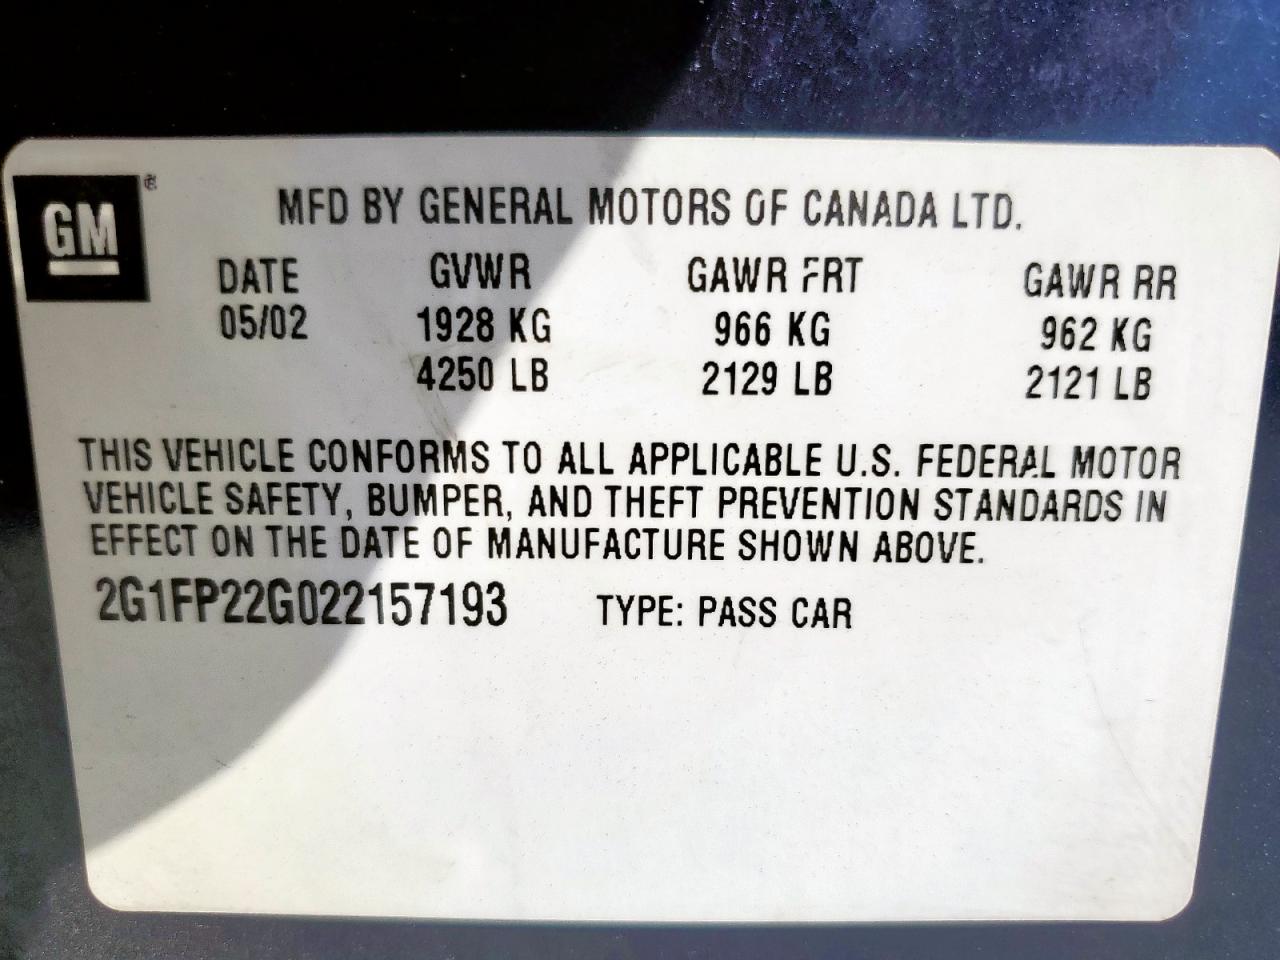 GM®
MFD BY GENERAL MOTORS OF CANADA LTD.
DATE GVWR GAWR FRT GAWR RR
05/02 1928 KG 966 KG 962 KG
4250 LB 2129 LB 2121 LB
THIS VEHICLE CONFORMS TO ALL APPLICABLE U.S. FEDERAL MOTOR
VEHICLE SAFETY, BUMPER, AND THEFT PREVENTION STANDARDS IN
EFFECT ON THE DATE OF MANUFACTURE SHOWN ABOVE.
2G1FP22G022157193 TYPE: PASS CAR